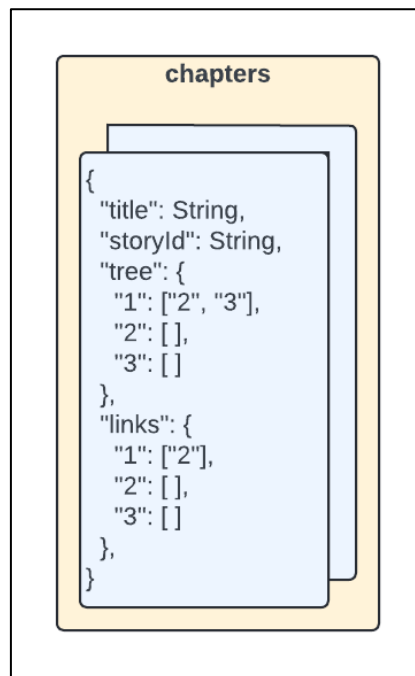 chapters
{
"title": String,
"storyId": String,
"tree": {
"1": ["2", "3"],
"2": [ ],
"3": [ ]
},
"links": {
"1": ["2"],
"2": [ ],
"3": [ ]
},
}